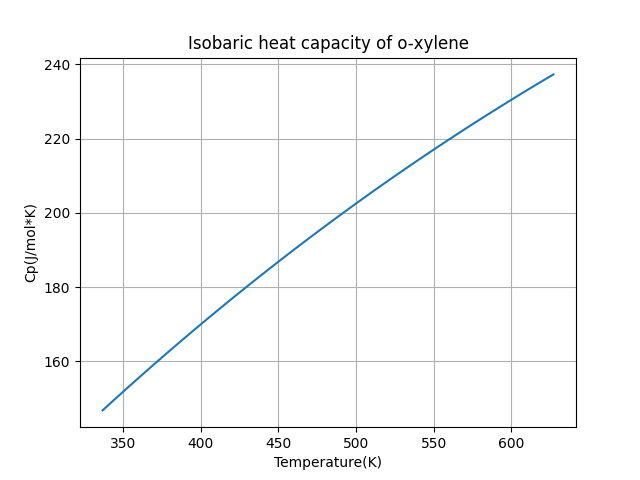 Isobaric heat capacity of o-xylene
240
220
200
180
160
Cp(J/mol*K)
350 400 450 500 550 600
Temperature(K)